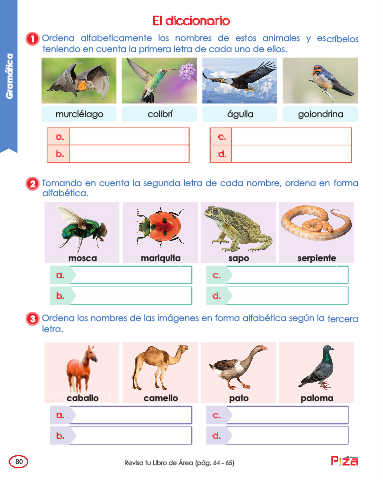 El diccionario
Gramática
1 Ordena alfabeticamente los nombres de estos animales y escríbelos
teniendo en cuenta la primera letra de cada uno de ellos.
murciélago colibrí águila golondrina
a. c.
b. d.
2 Tomando en cuenta la segunda letra de cada nombre, ordena en forma
alfabética.
mosca mariquita sapo serpiente
a. c.
b. d.
3 Ordena los nombres de las imágenes en forma alfabética según la tercera
letra.
caballo camello pato paloma
a. c.
b. d.
80 Revisa tu Libro de Área (pág. 64 - 65)